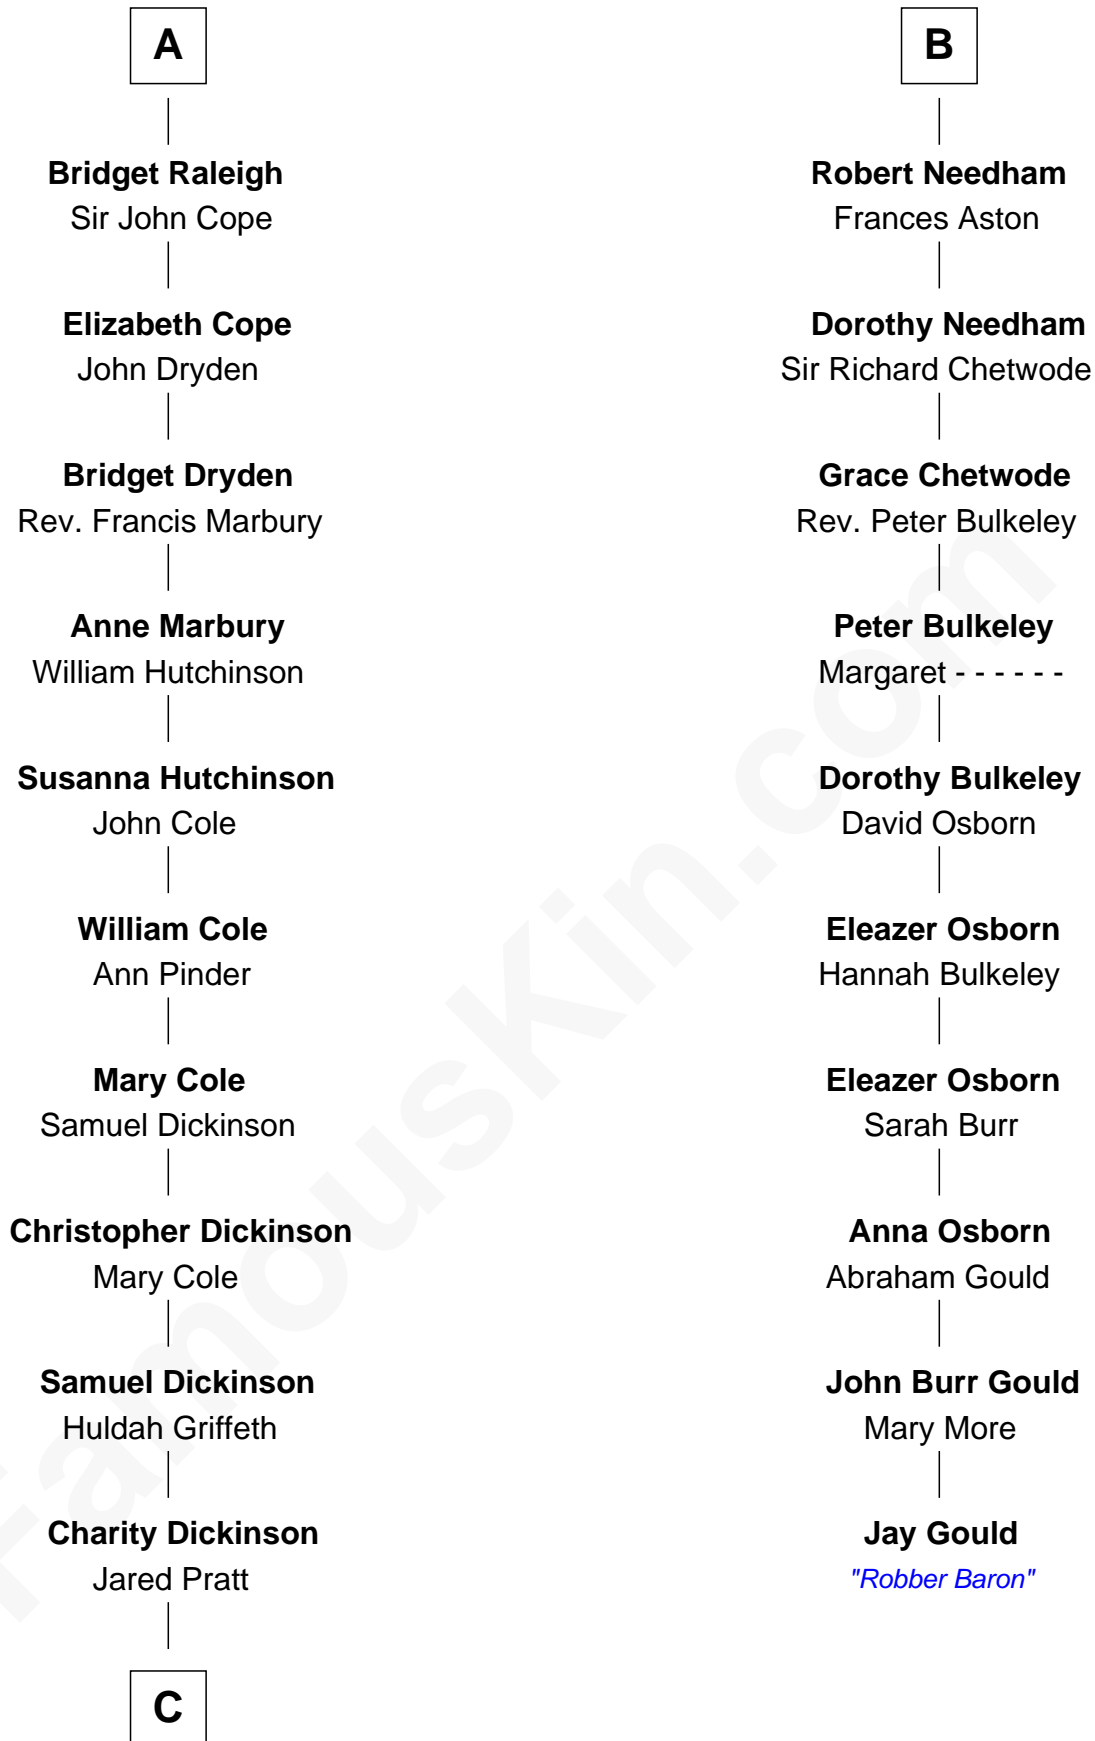 A
Bridget Raleigh
Sir John Cope
Elizabeth Cope
John Dryden
Bridget Dryden
Rev. Francis Marbury
Anne Marbury
William Hutchinson
Susanna Hutchinson
John Cole
William Cole
Ann Pinder
Mary Cole
Samuel Dickinson
Christopher Dickinson
Mary Cole
Samuel Dickinson
Huldah Griffeth
Charity Dickinson
Jared Pratt
C
B
Robert Needham
Frances Aston
Dorothy Needham
Sir Richard Chetwode
Grace Chetwode
Rev. Peter Bulkeley
Peter Bulkeley
Margaret - - - - - -
Dorothy Bulkeley
David Osborn
Eleazer Osborn
Hannah Bulkeley
Eleazer Osborn
Sarah Burr
Anna Osborn
Abraham Gould
John Burr Gould
Mary More
Jay Gould
"Robber Baron"
FamousKin.com